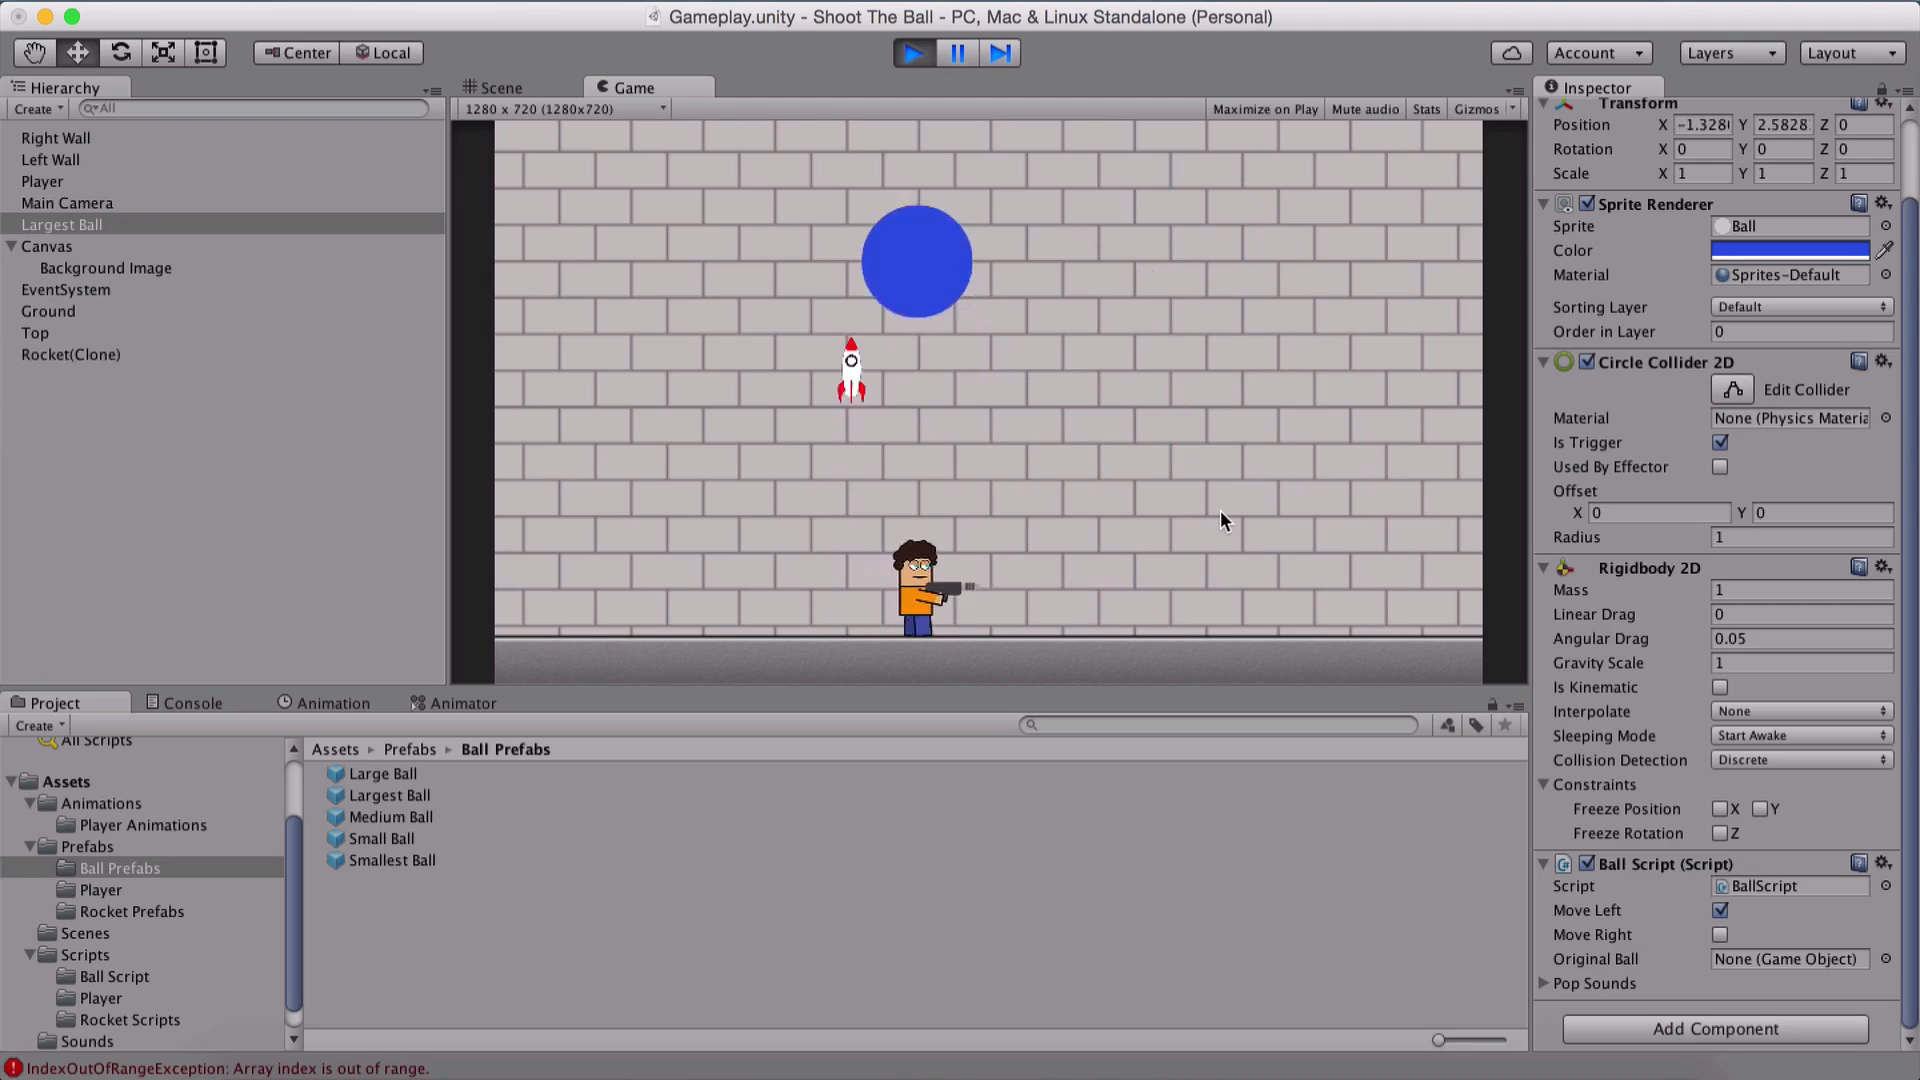 Gameplay.unity - Shoot The Ball - PC, Mac & Linux Standalone (Personal)
Center Local Account Layers Layout
Hierarchy
Create All
Right Wall
Left Wall
Player
Main Camera
Largest Ball
Canvas
Background Image
EventSystem
Ground
Top
Rocket(Clone)
Scene Game
1280 x 720 (1280x720) Maximize on Play Mute audio Stats Gizmos
Inspector
Transform
Position X -1.328 Y 2.5828 Z 0
Rotation X 0 Y 0 Z 0
Scale X 1 Y 1 Z 1
Sprite Renderer
Sprite Ball
Color
Material Sprites-Default
Sorting Layer Default
Order in Layer 0
Circle Collider 2D
Edit Collider
Material None (Physics Materia
Is Trigger
Used By Effector
Offset
X 0 Y 0
Radius 1
Rigidbody 2D
Mass 1
Linear Drag 0
Angular Drag 0.05
Gravity Scale 1
Is Kinematic
Interpolate None
Sleeping Mode Start Awake
Collision Detection Discrete
Constraints
Freeze Position X Y
Freeze Rotation Z
Ball Script (Script)
Script BallScript
Move Left
Move Right
Original Ball None (Game Object)
Pop Sounds
Add Component
Project Console Animation Animator
Create
All Scripts
Assets
Animations
Player Animations
Prefabs
Ball Prefabs
Player
Rocket Prefabs
Scenes
Scripts
Ball Script
Player
Rocket Scripts
Sounds
Assets Prefabs Ball Prefabs
Large Ball
Largest Ball
Medium Ball
Small Ball
Smallest Ball
IndexOutOfRangeException: Array index is out of range.